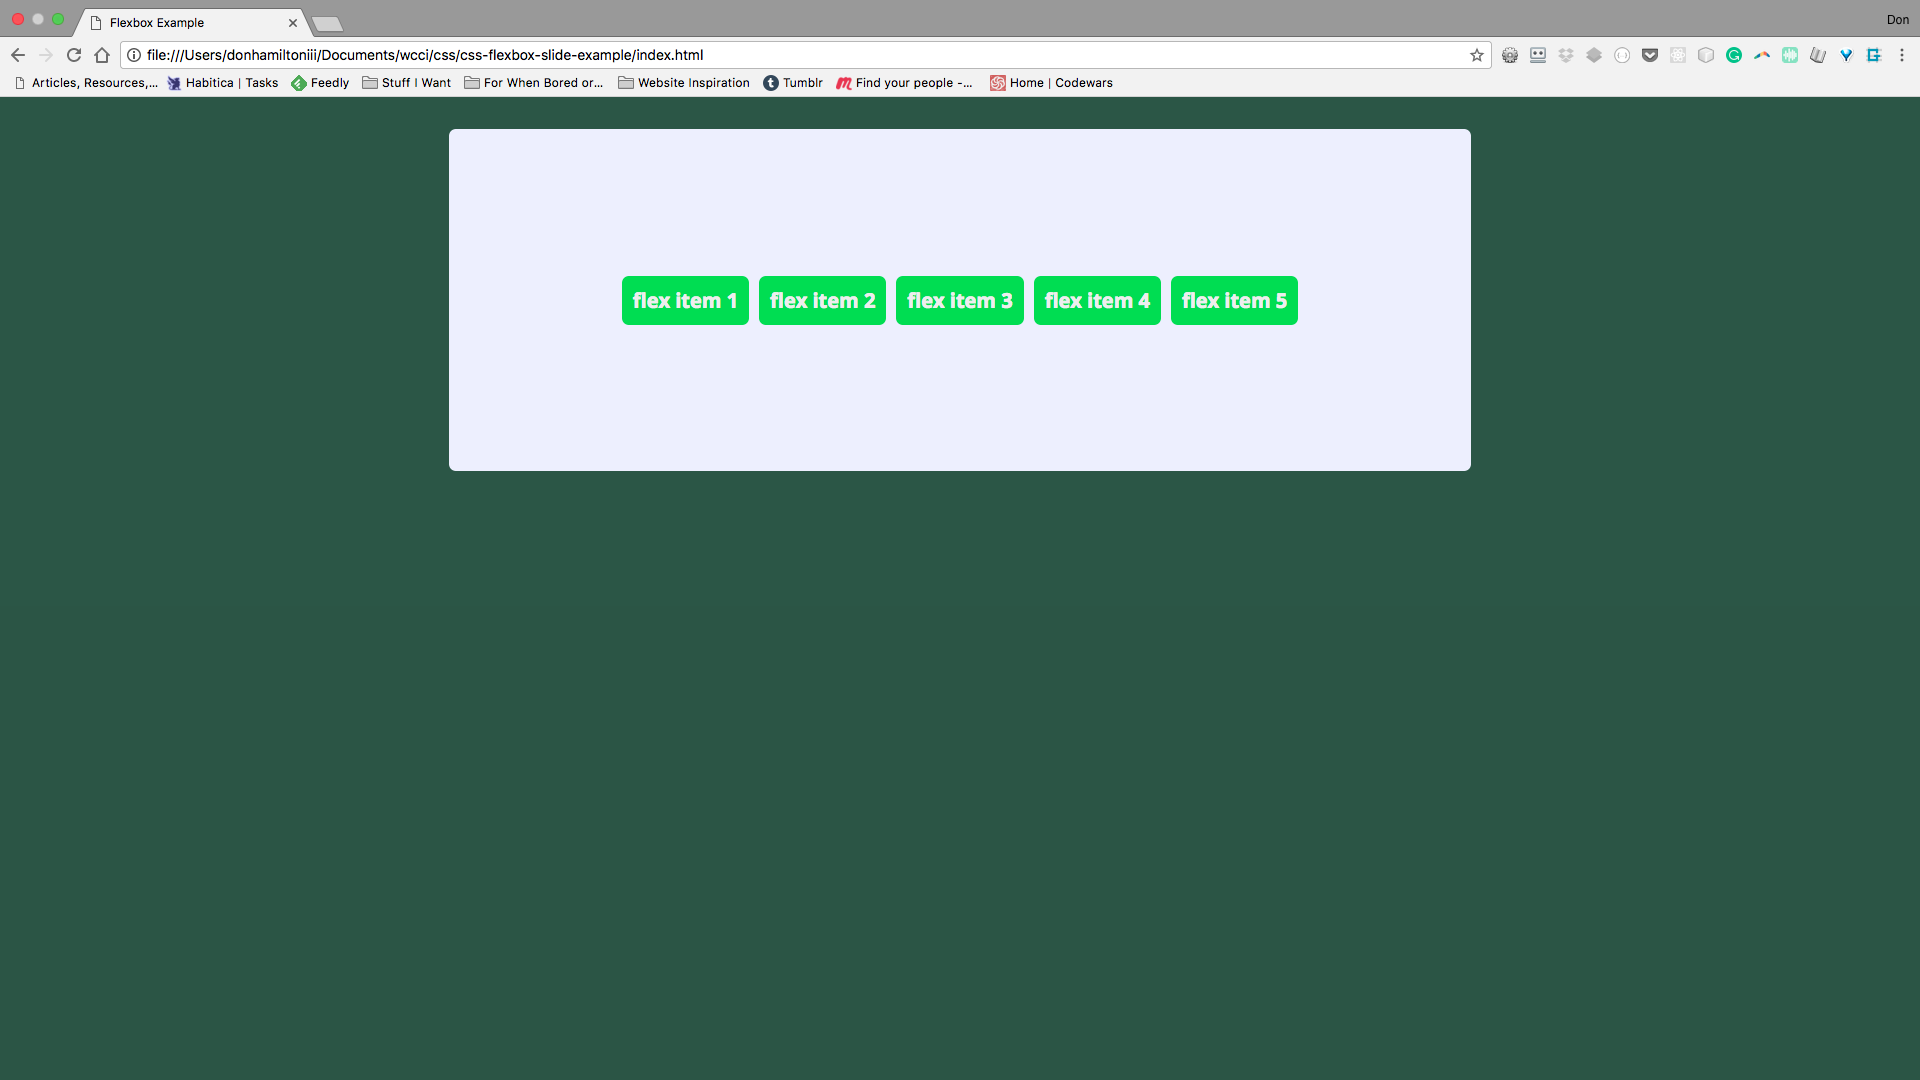 Flexbox Example
Don
file:///Users/donhamiltoniii/Documents/wcci/css/css-flexbox-slide-example/index.html
Articles, Resources,... Habitica | Tasks Feedly Stuff I Want For When Bored or... Website Inspiration Tumblr Find your people -... Home | Codewars
flex item 1 flex item 2 flex item 3 flex item 4 flex item 5